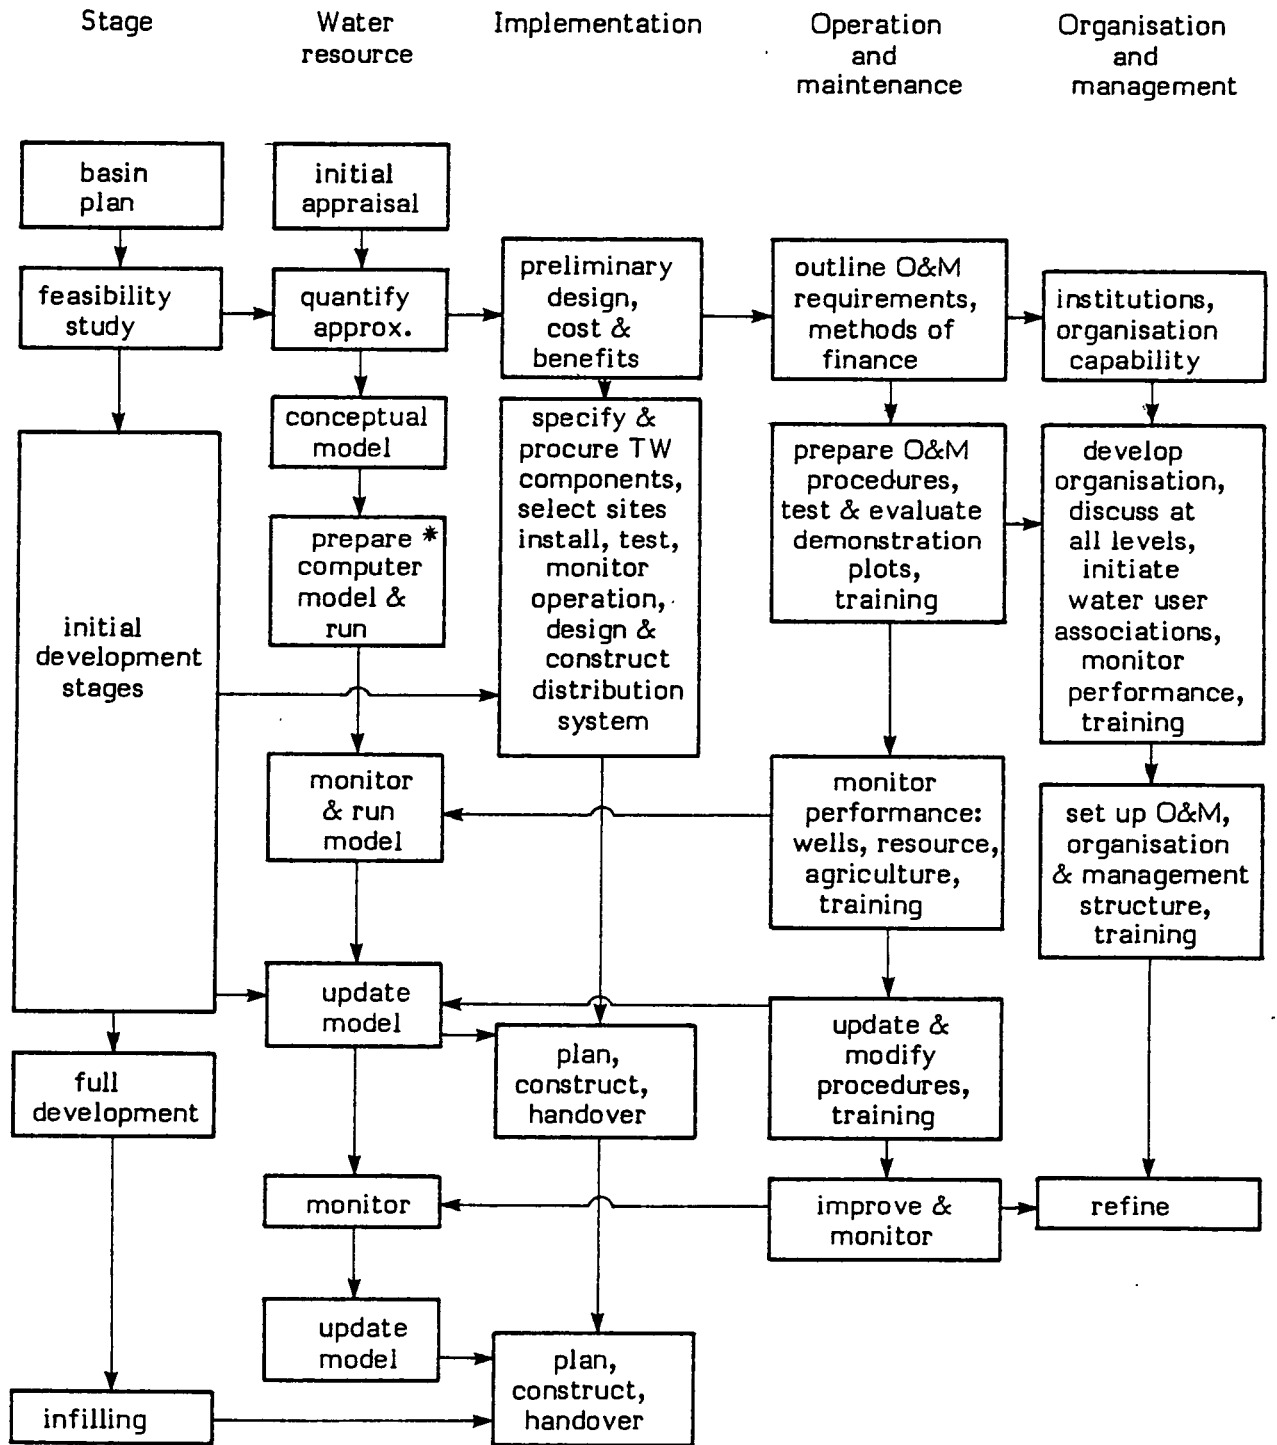 Stage
Water
resource
Implementation
Operation
and
maintenance
Organisation
and
management
basin
plan
initial
appraisal
feasibility
study
quantify
approx.
preliminary
design,
cost &
benefits
outline O&M
requirements,
methods of
finance
institutions,
organisation
capability
conceptual
model
specify &
procure TW
components,
select sites
install, test,
monitor
operation,
design &
construct
distribution
system
prepare O&M
procedures,
test & evaluate
demonstration
plots,
training
develop
organisation,
discuss at
all levels,
initiate
water user
associations,
monitor
performance,
training
prepare *
computer
model &
run
initial
development
stages
monitor
& run
model
monitor
performance:
wells, resource,
agriculture,
training
set up O&M,
organisation
& management
structure,
training
update
model
plan,
construct,
handover
update &
modify
procedures,
training
full
development
monitor
improve &
monitor
refine
update
model
plan,
construct,
handover
infilling